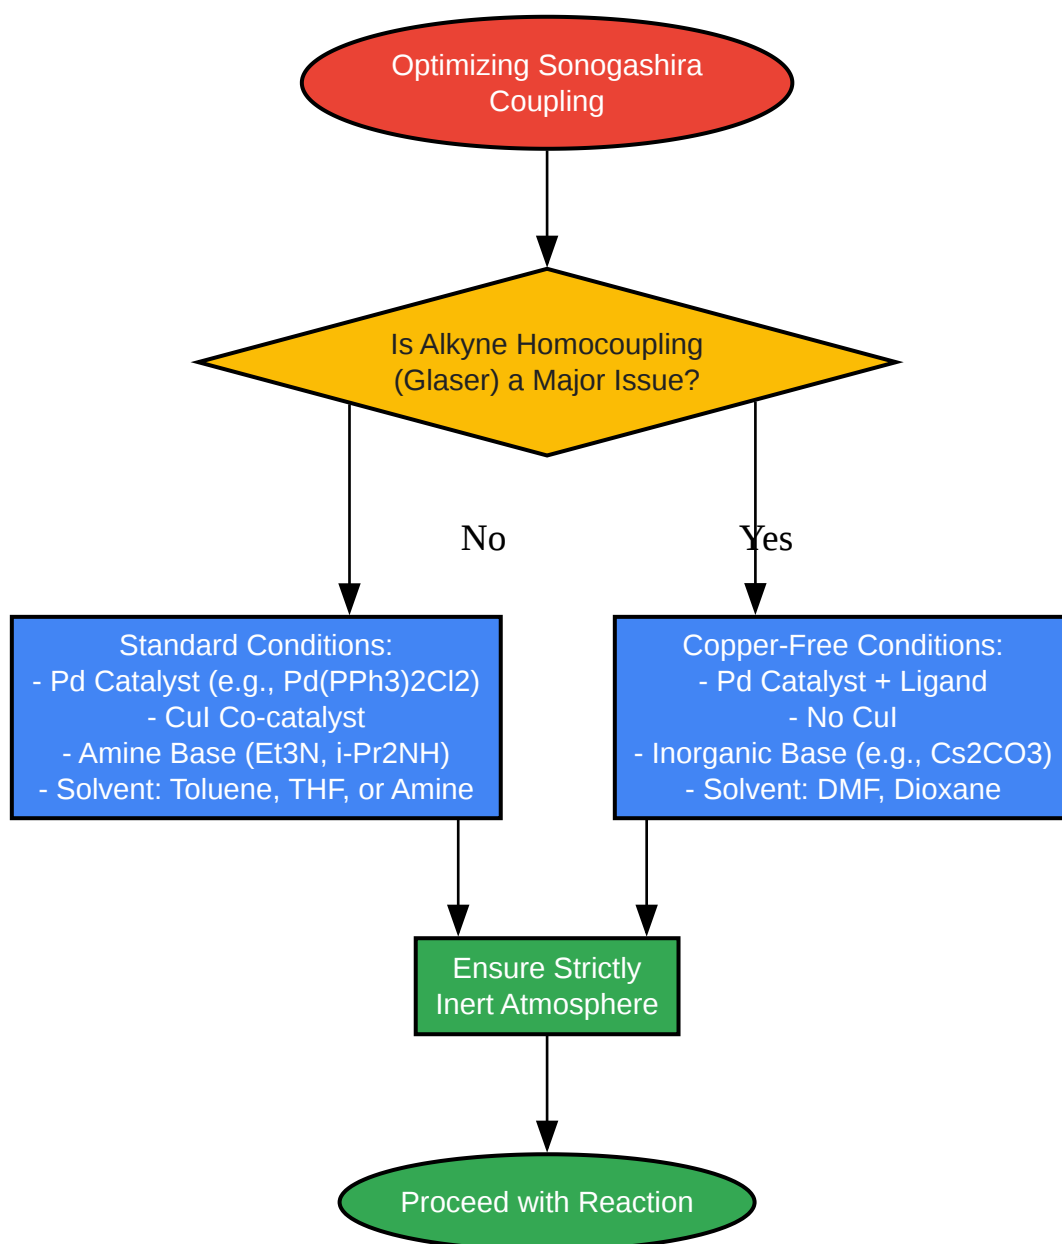 Optimizing Sonogashira
Coupling
Is Alkyne Homocoupling
(Glaser) a Major Issue?
No
Yes
Standard Conditions:
- Pd Catalyst (e.g., Pd(PPh3)2Cl2)
- CuI Co-catalyst
- Amine Base (Et3N, i-Pr2NH)
- Solvent: Toluene, THF, or Amine
Copper-Free Conditions:
- Pd Catalyst + Ligand
- No CuI
- Inorganic Base (e.g., Cs2CO3)
- Solvent: DMF, Dioxane
Ensure Strictly
Inert Atmosphere
Proceed with Reaction